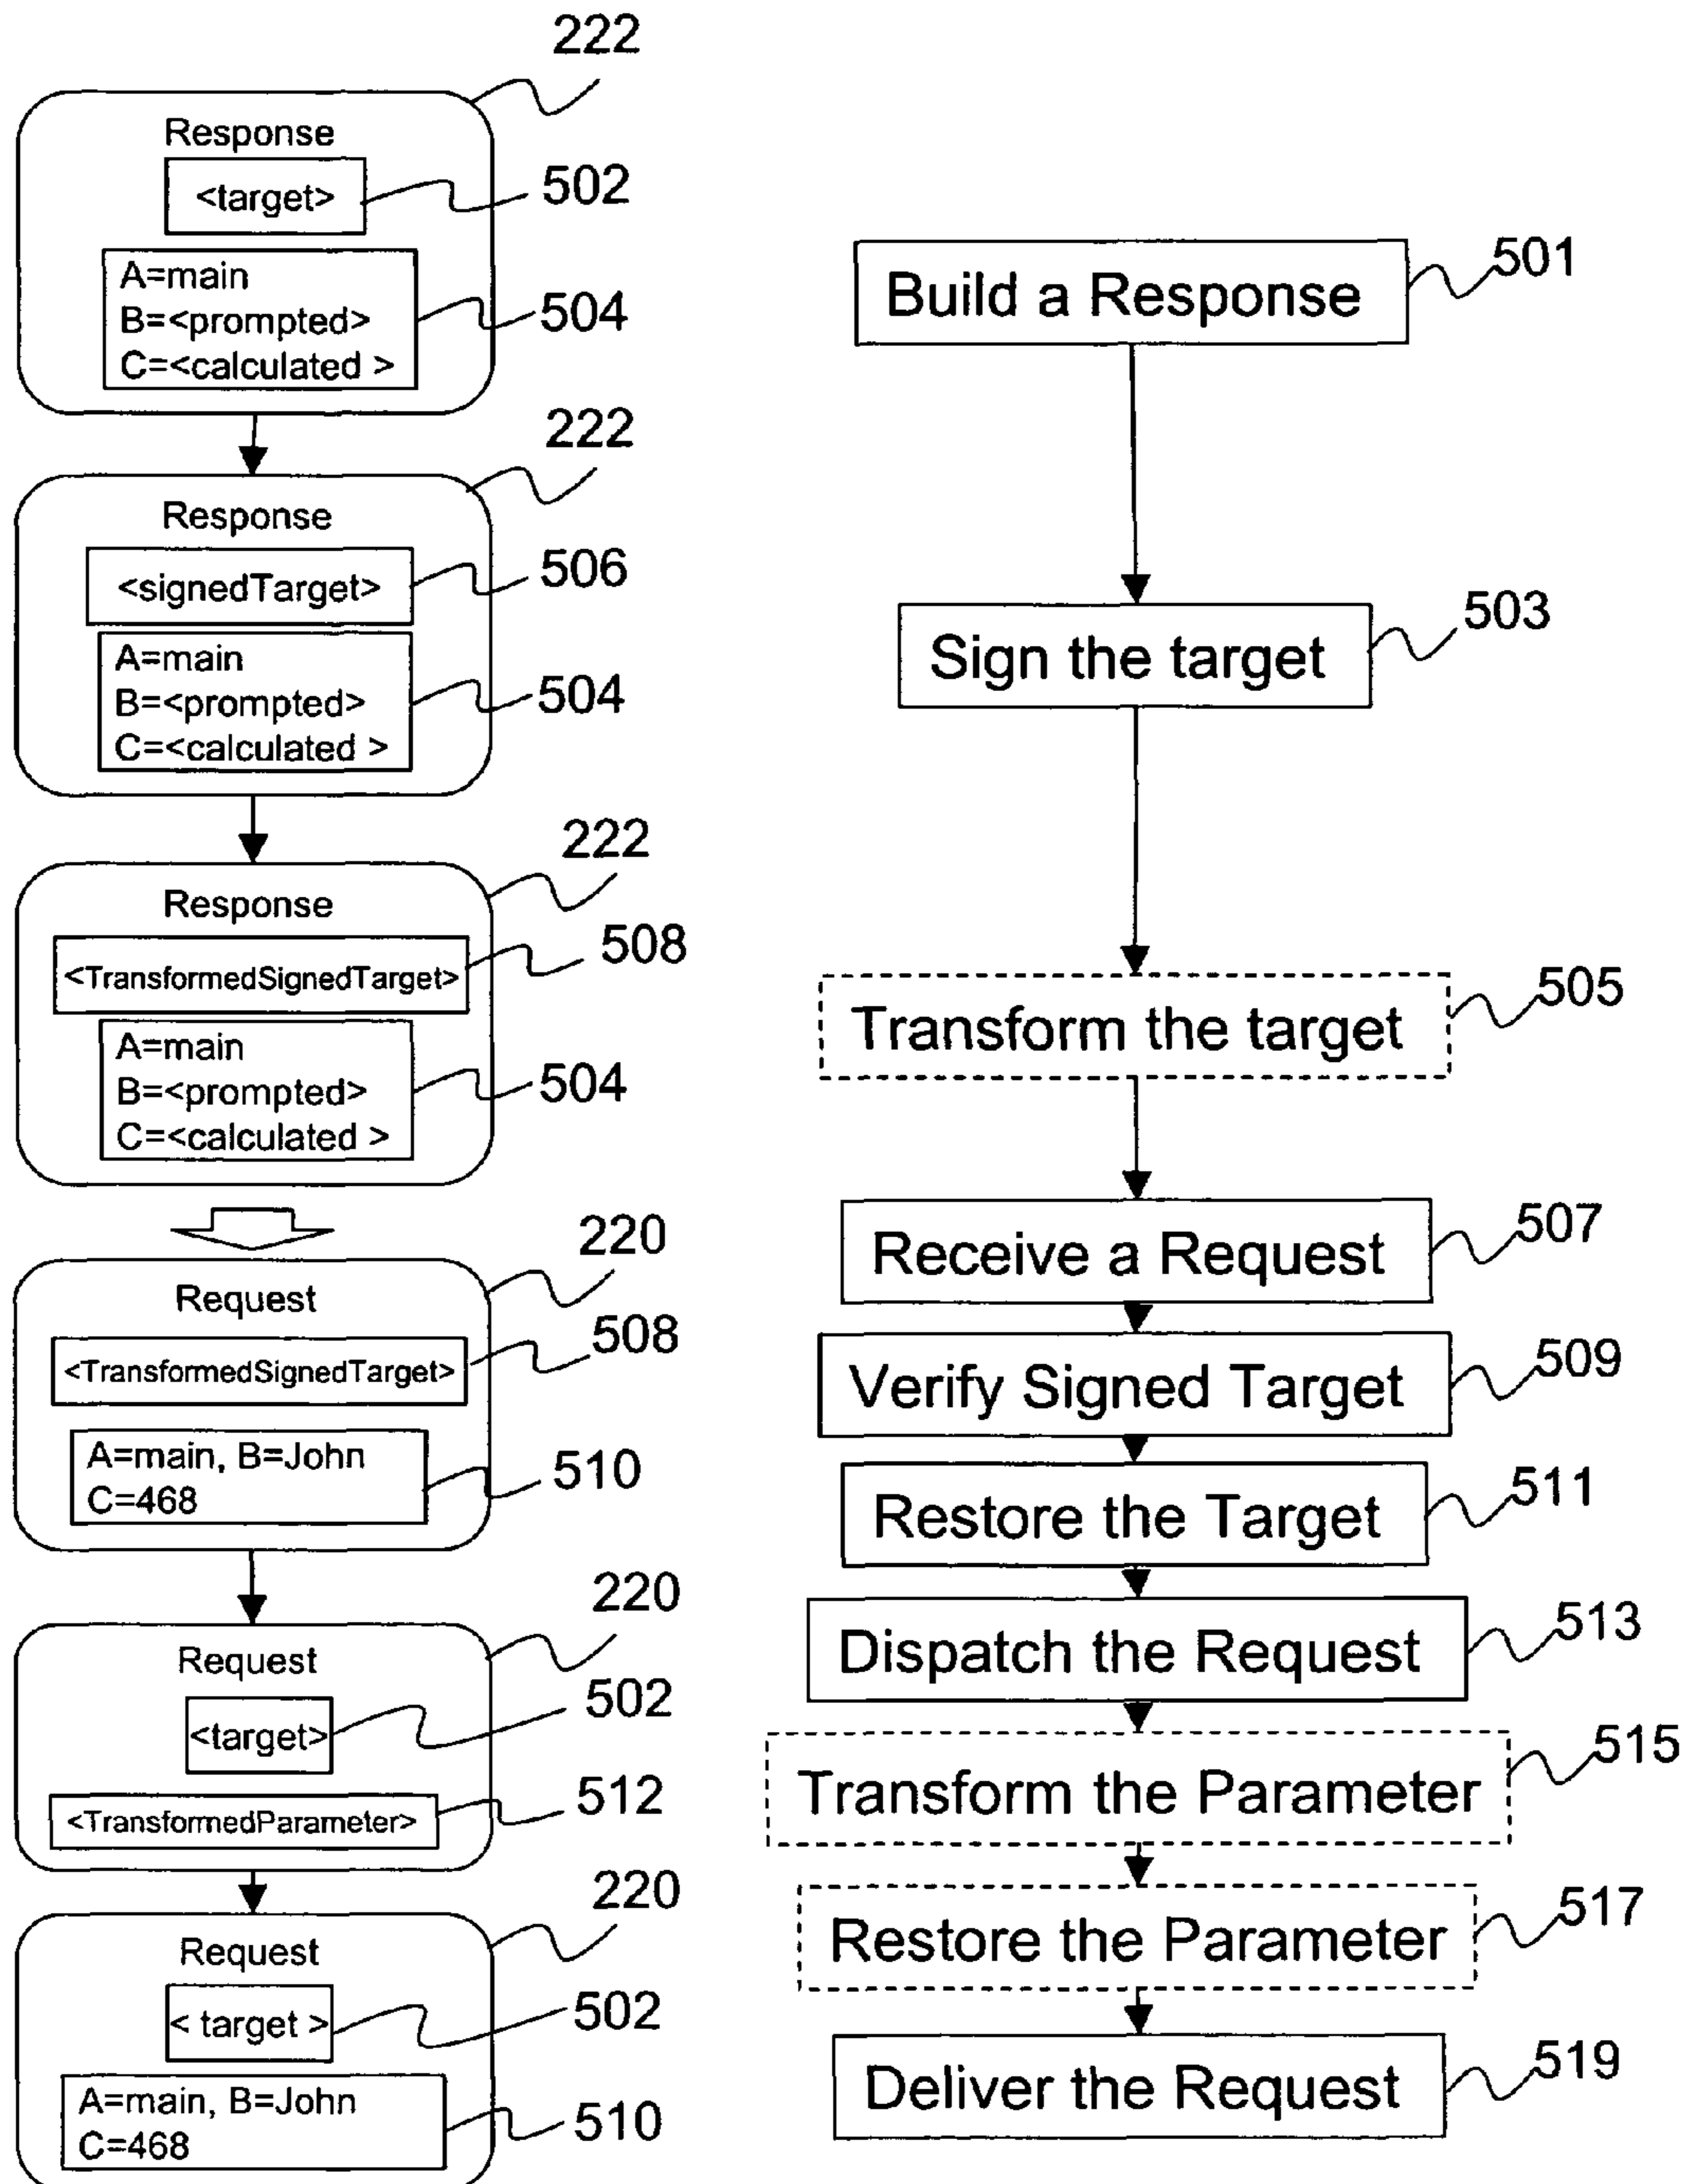 222
Response
<target>
502
A=main
B=<prompted>
C=<calculated >
504
222
Response
<signedTarget>
506
A=main
B=<prompted>
C=<calculated >
504
222
Response
<TransformedSignedTarget>
508
A=main
B=<prompted>
C=<calculated >
504
220
Request
<TransformedSignedTarget>
508
A=main, B=John
C=468
510
220
Request
<target>
502
<TransformedParameter>
512
220
Request
< target >
502
A=main, B=John
C=468
510
Build a Response
501
Sign the target
503
Transform the target
505
Receive a Request
507
Verify Signed Target
509
Restore the Target
511
Dispatch the Request
513
Transform the Parameter
515
Restore the Parameter
517
Deliver the Request
519